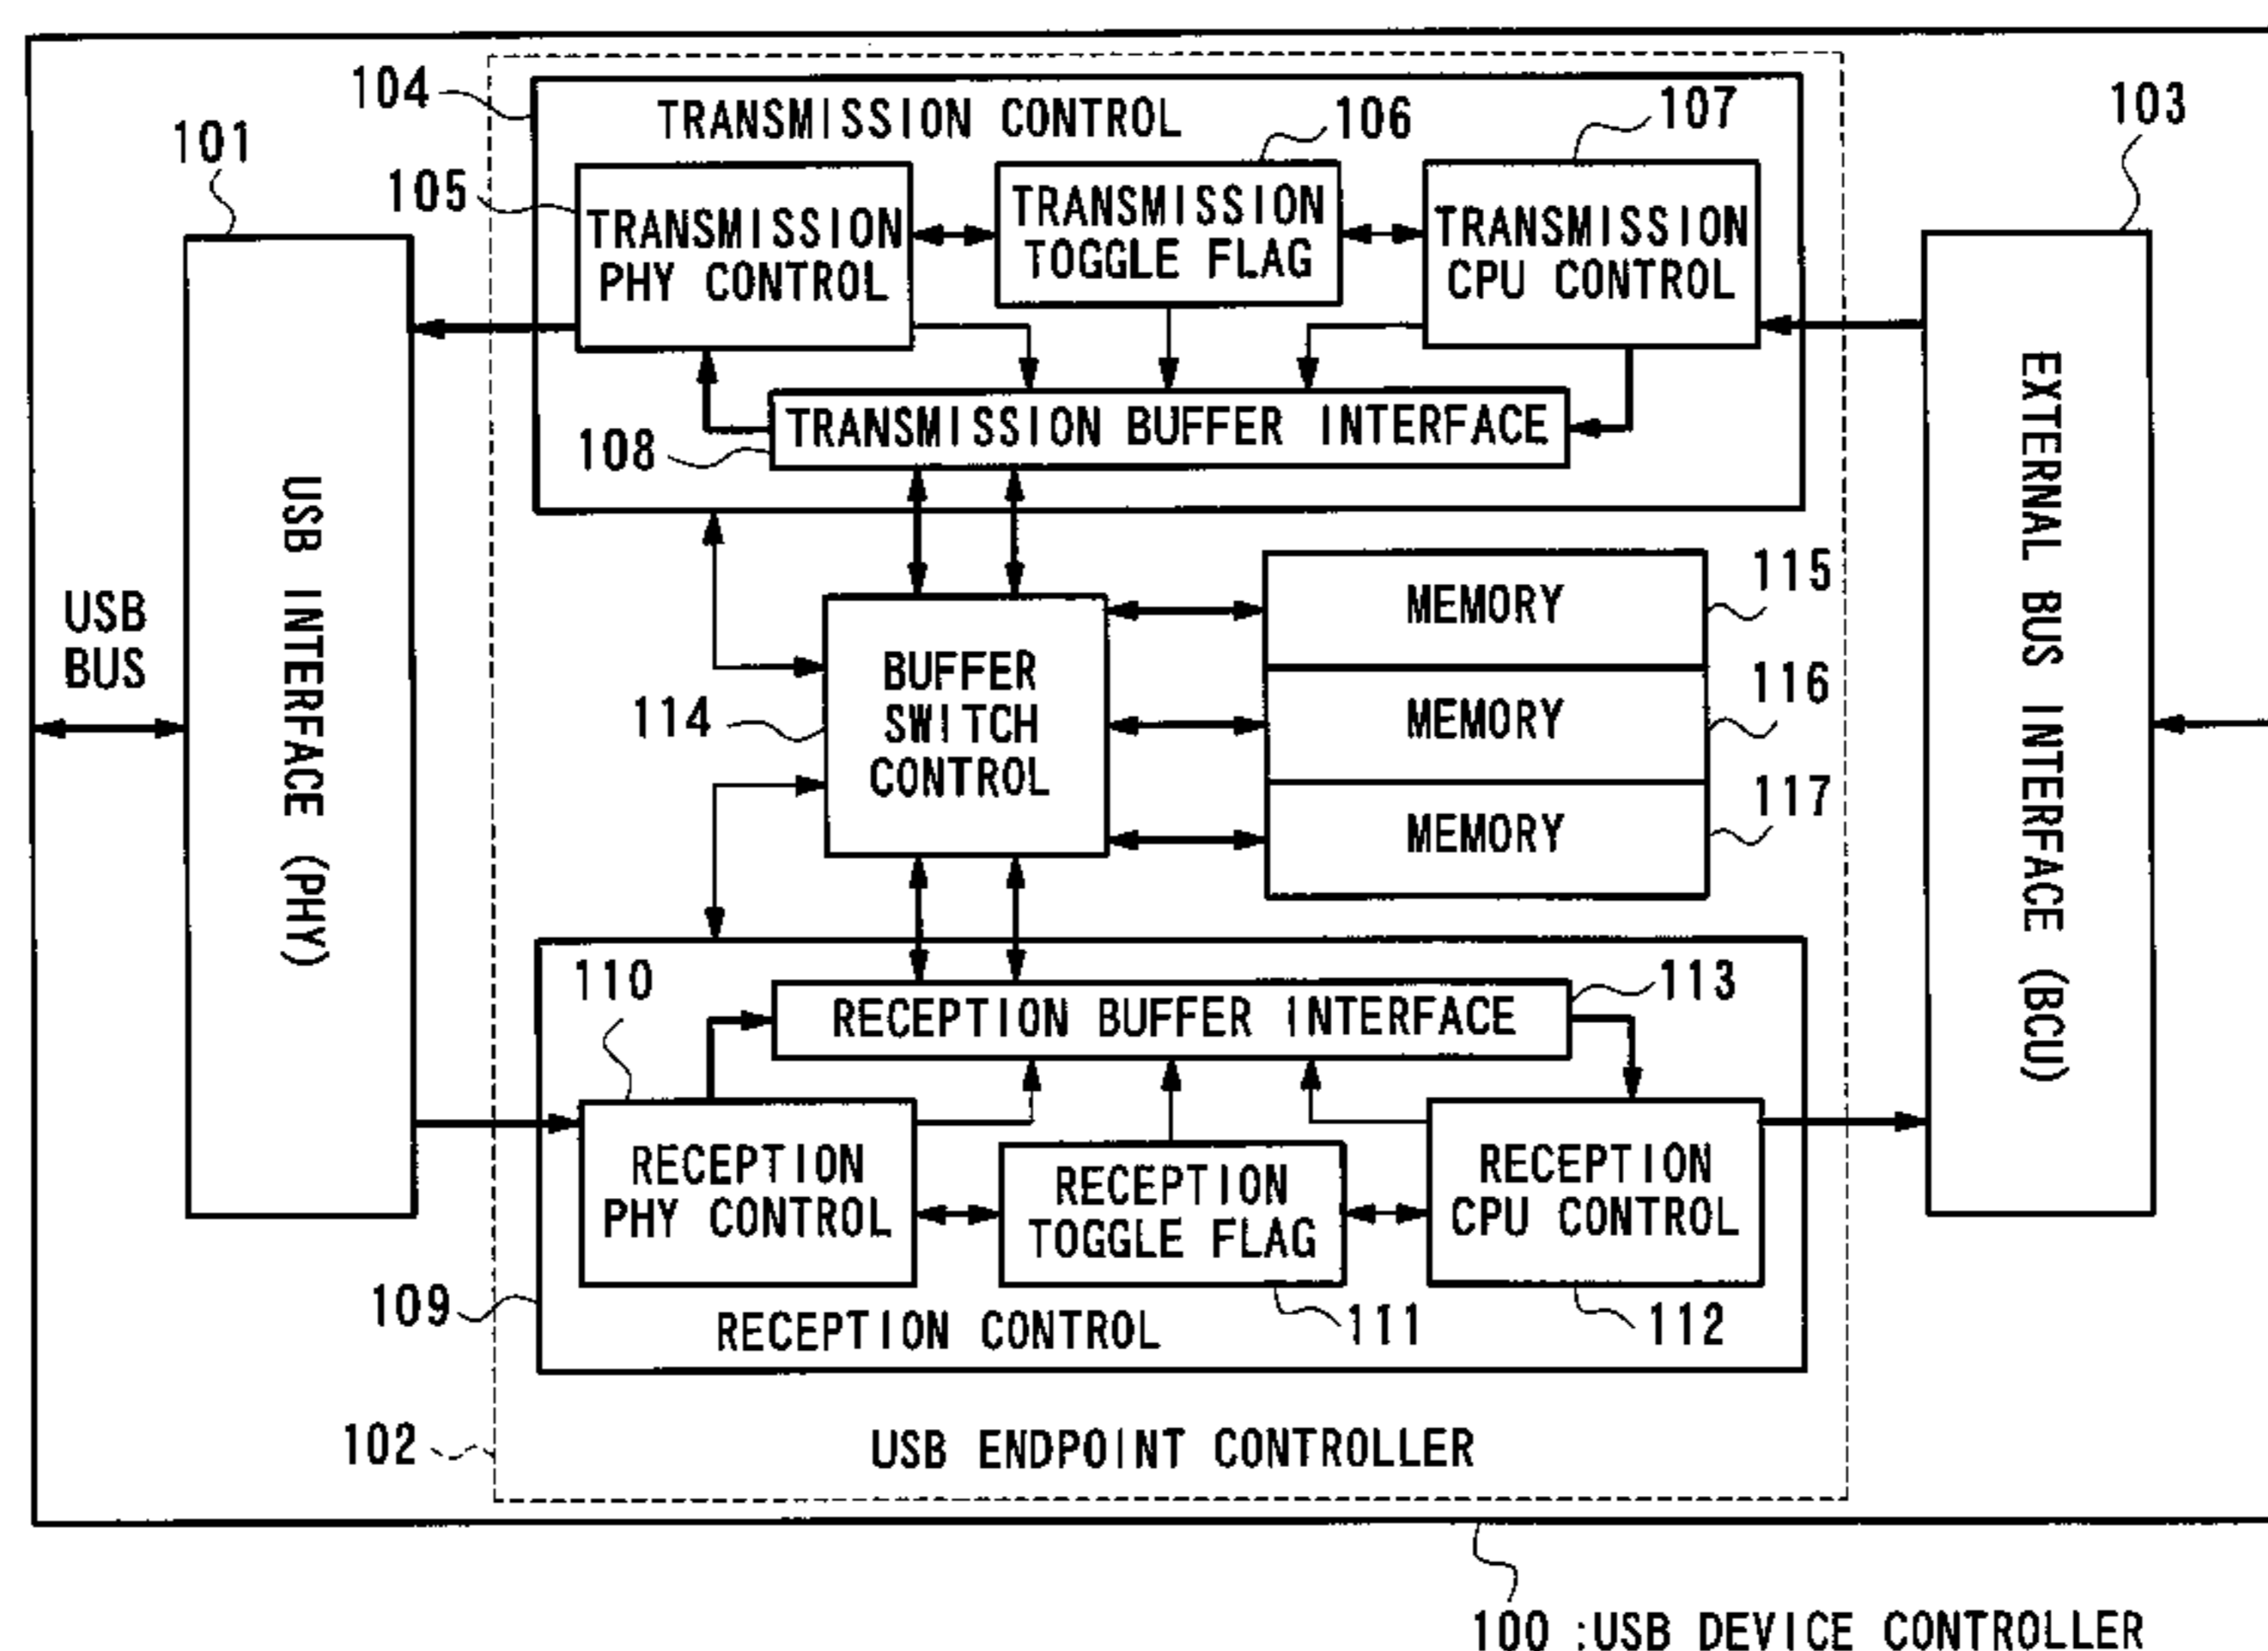 104
TRANSMISSION CONTROL
106
107
103
101
105
TRANSMISSION
PHY CONTROL
TRANSMISSION
TOGGLE FLAG
TRANSMISSION
CPU CONTROL
108
TRANSMISSION BUFFER INTERFACE
USB INTERFACE (PHY)
EXTERNAL BUS INTERFACE (BCU)
USB
BUS
114
BUFFER
SWITCH
CONTROL
MEMORY
115
MEMORY
116
MEMORY
117
110
RECEPTION BUFFER INTERFACE
113
RECEPTION
PHY CONTROL
RECEPTION
TOGGLE FLAG
RECEPTION
CPU CONTROL
109
RECEPTION CONTROL
111
112
102
USB ENDPOINT CONTROLLER
100 :USB DEVICE CONTROLLER